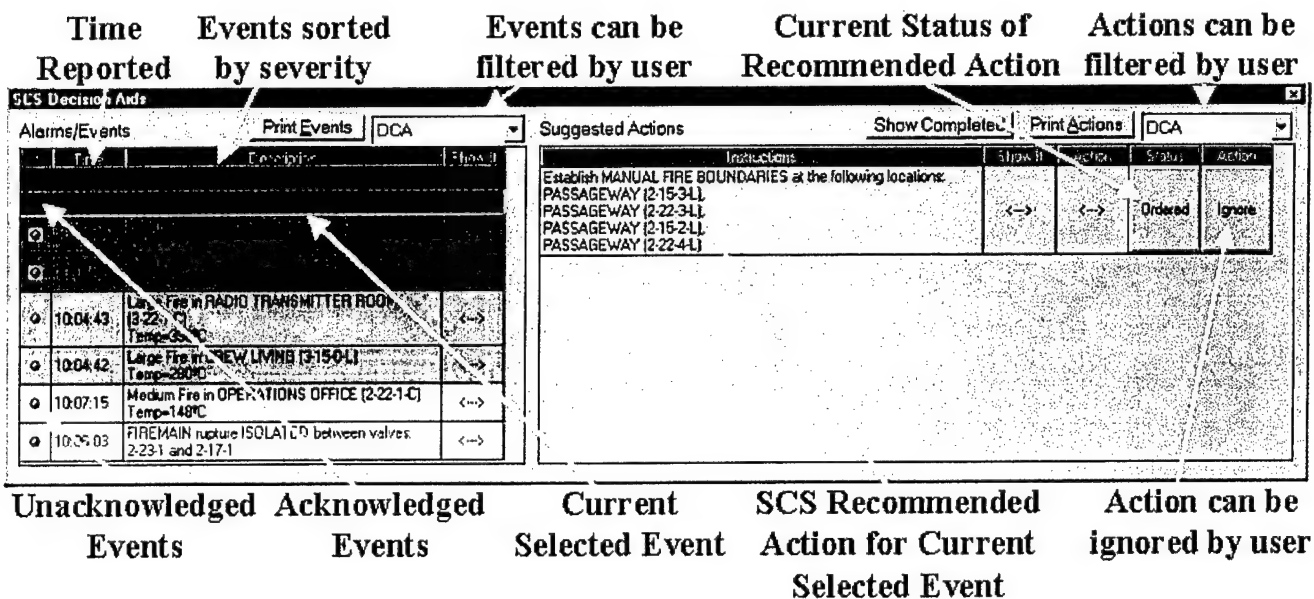 Time Events sorted Events can be Current Status of Actions can be
Reported by severity filtered by user Recommended Action filtered by user
SCS Decision Aids
Alarms/Events Print Events DCA Suggested Actions Show Completed Print Actions DCA
Time Description Show It Instructions Show It Action Status Action
Establish MANUAL FIRE BOUNDARIES at the following locations:
PASSAGEWAY (2-15-3-L),
PASSAGEWAY (2-22-3-L),
PASSAGEWAY (2-15-2-L),
PASSAGEWAY (2-22-4-L)
<--> <--> Ordered Ignore
Large Fire in RADIO TRANSMITTER ROOM
10:04:43 <-->
10:04:42 Large Fire in CREW LIVING (3-15-0-L) <-->
Temp=280°C
10:07:15 Medium Fire in OPERATIONS OFFICE (2-22-1-C) <-->
Temp=148°C
FIREMAIN rupture ISOLATED between valves: <-->
2-23-1 and 2-17-1
Unacknowledged Acknowledged Current SCS Recommended Action can be
Events Events Selected Event Action for Current ignored by user
Selected Event